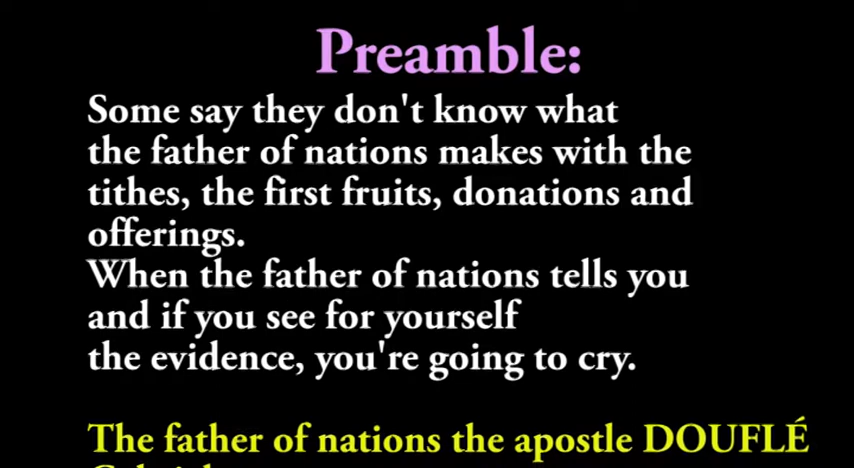 Preamble:
Some say they don't know what
the father of nations makes with the
tithes, the first fruits, donations and
offerings.
When the father of nations tells you
and if you see for yourself
the evidence, you're going to cry.
The father of nations the apostle DOUFLÉ